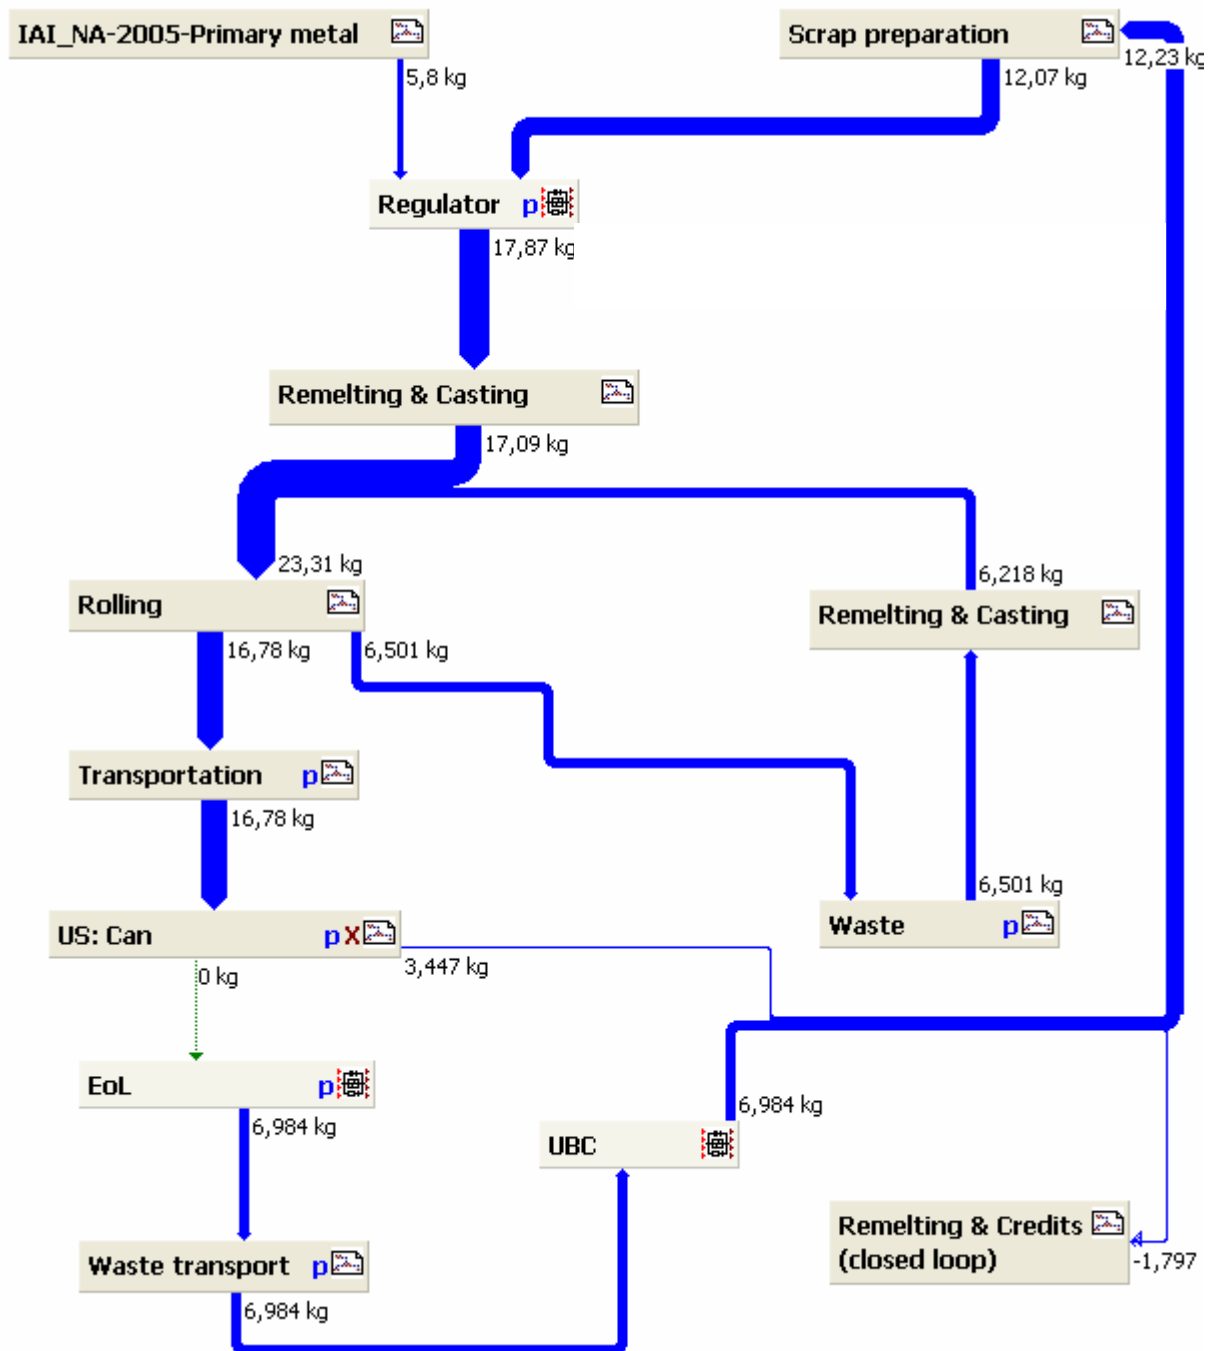 IAI_NA-2005-Primary metal
Scrap preparation
5,8 kg
12,07 kg
12,23 kg
Regulator p
17,87 kg
Remelting & Casting
17,09 kg
23,31 kg
6,218 kg
Rolling
Remelting & Casting
16,78 kg
6,501 kg
Transportation p
16,78 kg
6,501 kg
US: Can p X
Waste p
0 kg
3,447 kg
EoL p
6,984 kg
6,984 kg
UBC
Remelting & Credits
(closed loop)
-1,797
Waste transport p
6,984 kg